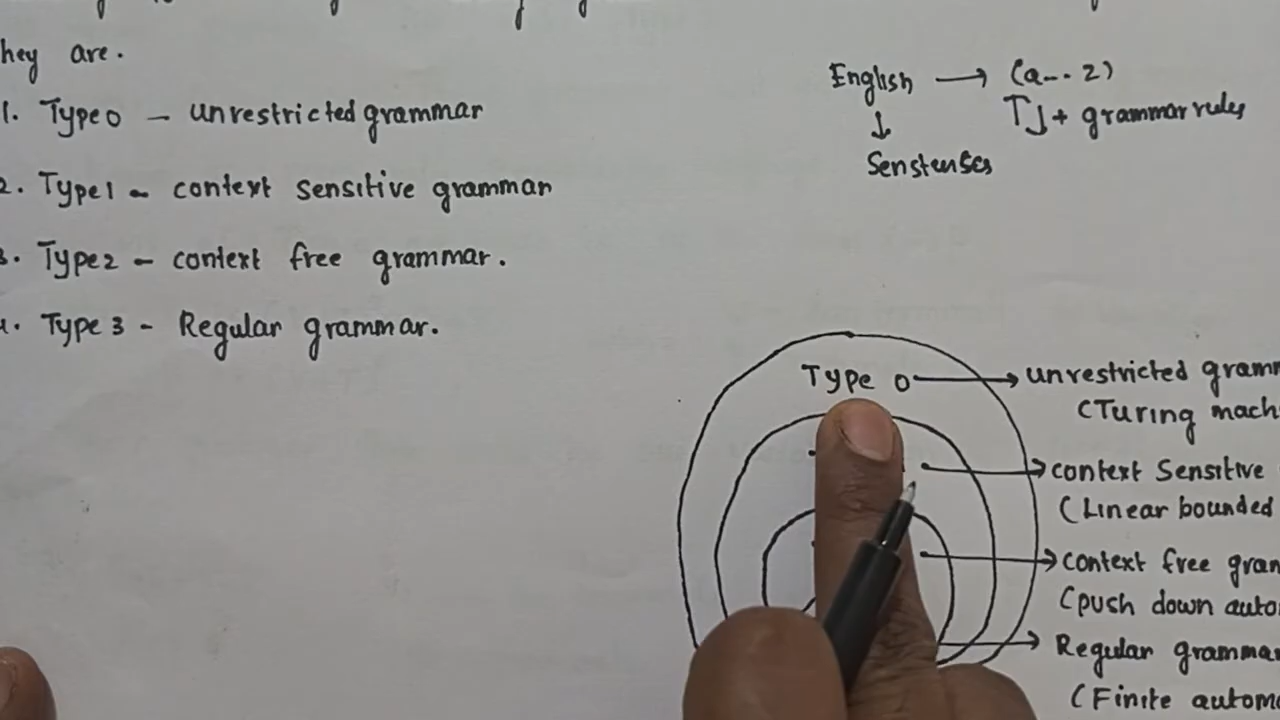 hey are.
1. Type 0 - unrestricted grammar
2. Type 1 - context sensitive grammar
3. Type 2 - context free grammar.
4. Type 3 - Regular grammar.
English → (a... z)
↓ + grammar rules
Senstenses
Type 0 → unrestricted gramm
(Turing mach
→ context Sensitive
(Linear bounded
→ context free gram
(push down auto
→ Regular grammar
(Finite autom